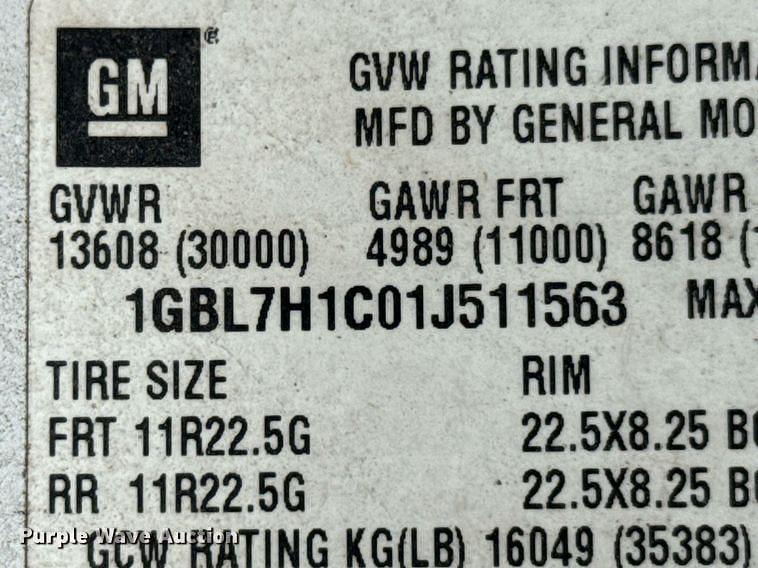 GM®
GVW RATING INFORMA
MFD BY GENERAL MO
GVWR GAWR FRT GAWR
13608 (30000) 4989 (11000) 8618 (
1GBL7H1C01J511563 MAX
TIRE SIZE RIM
FRT 11R22.5G 22.5X8.25
RR 11R22.5G 22.5X8.25
GCW RATING KG(LB) 16049 (35383)
Purple Wave Auction